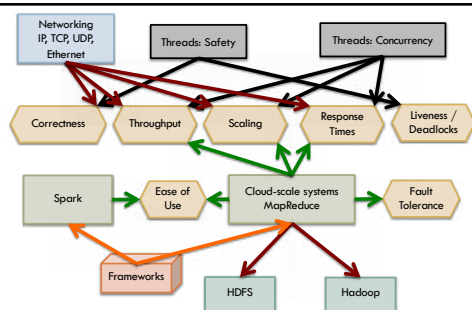 Networking
IP, TCP, UDP,
Ethernet
Threads: Safety
Threads: Concurrency
Correctness
Throughput
Scaling
Response
Times
Liveness /
Deadlocks
Spark
Ease of
Use
Cloud-scale systems
MapReduce
Fault
Tolerance
Frameworks
HDFS
Hadoop